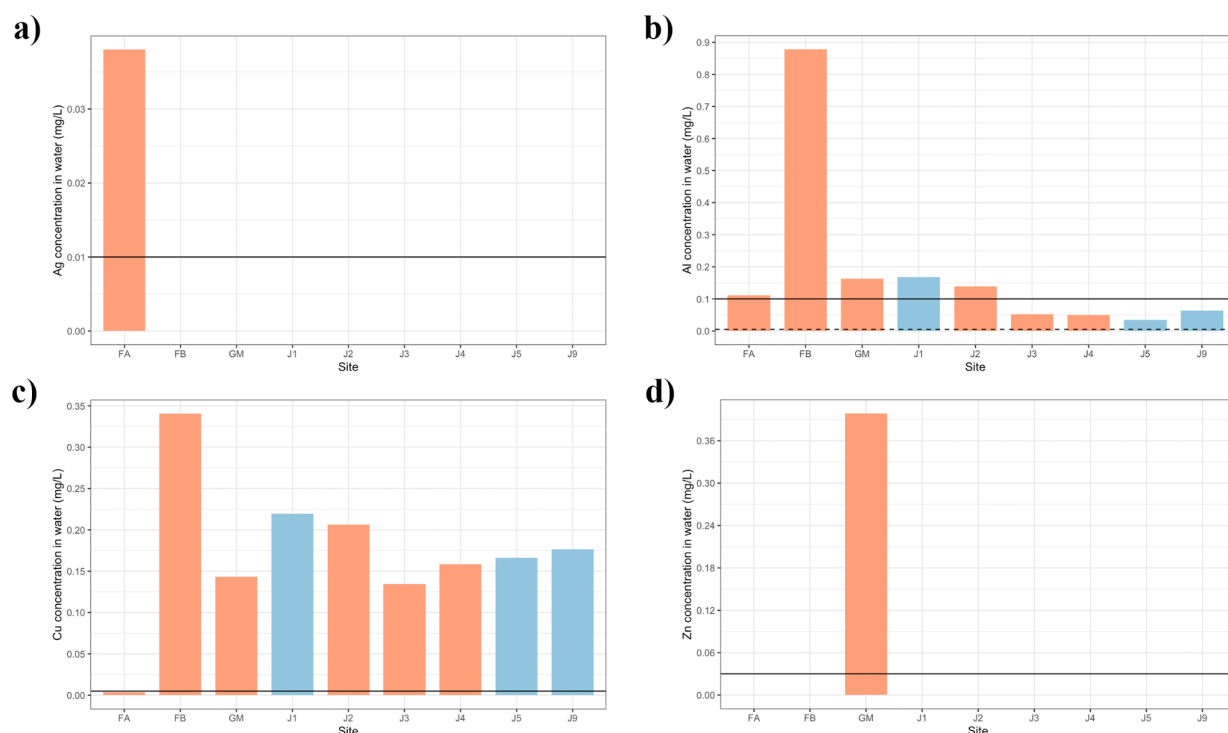 a)
Ag concentration in water (mg/L)
0.03
0.02
0.01
0.00
FA FB GM J1 J2 J3 J4 J5 J9
Site
b)
Al concentration in water (mg/L)
0.9
0.8
0.7
0.6
0.5
0.4
0.3
0.2
0.1
0.0
FA FB GM J1 J2 J3 J4 J5 J9
Site
c)
Cu concentration in water (mg/L)
0.35
0.30
0.25
0.20
0.15
0.10
0.05
0.00
FA FB GM J1 J2 J3 J4 J5 J9
Site
d)
Zn concentration in water (mg/L)
0.36
0.30
0.24
0.18
0.12
0.06
0.00
FA FB GM J1 J2 J3 J4 J5 J9
Site